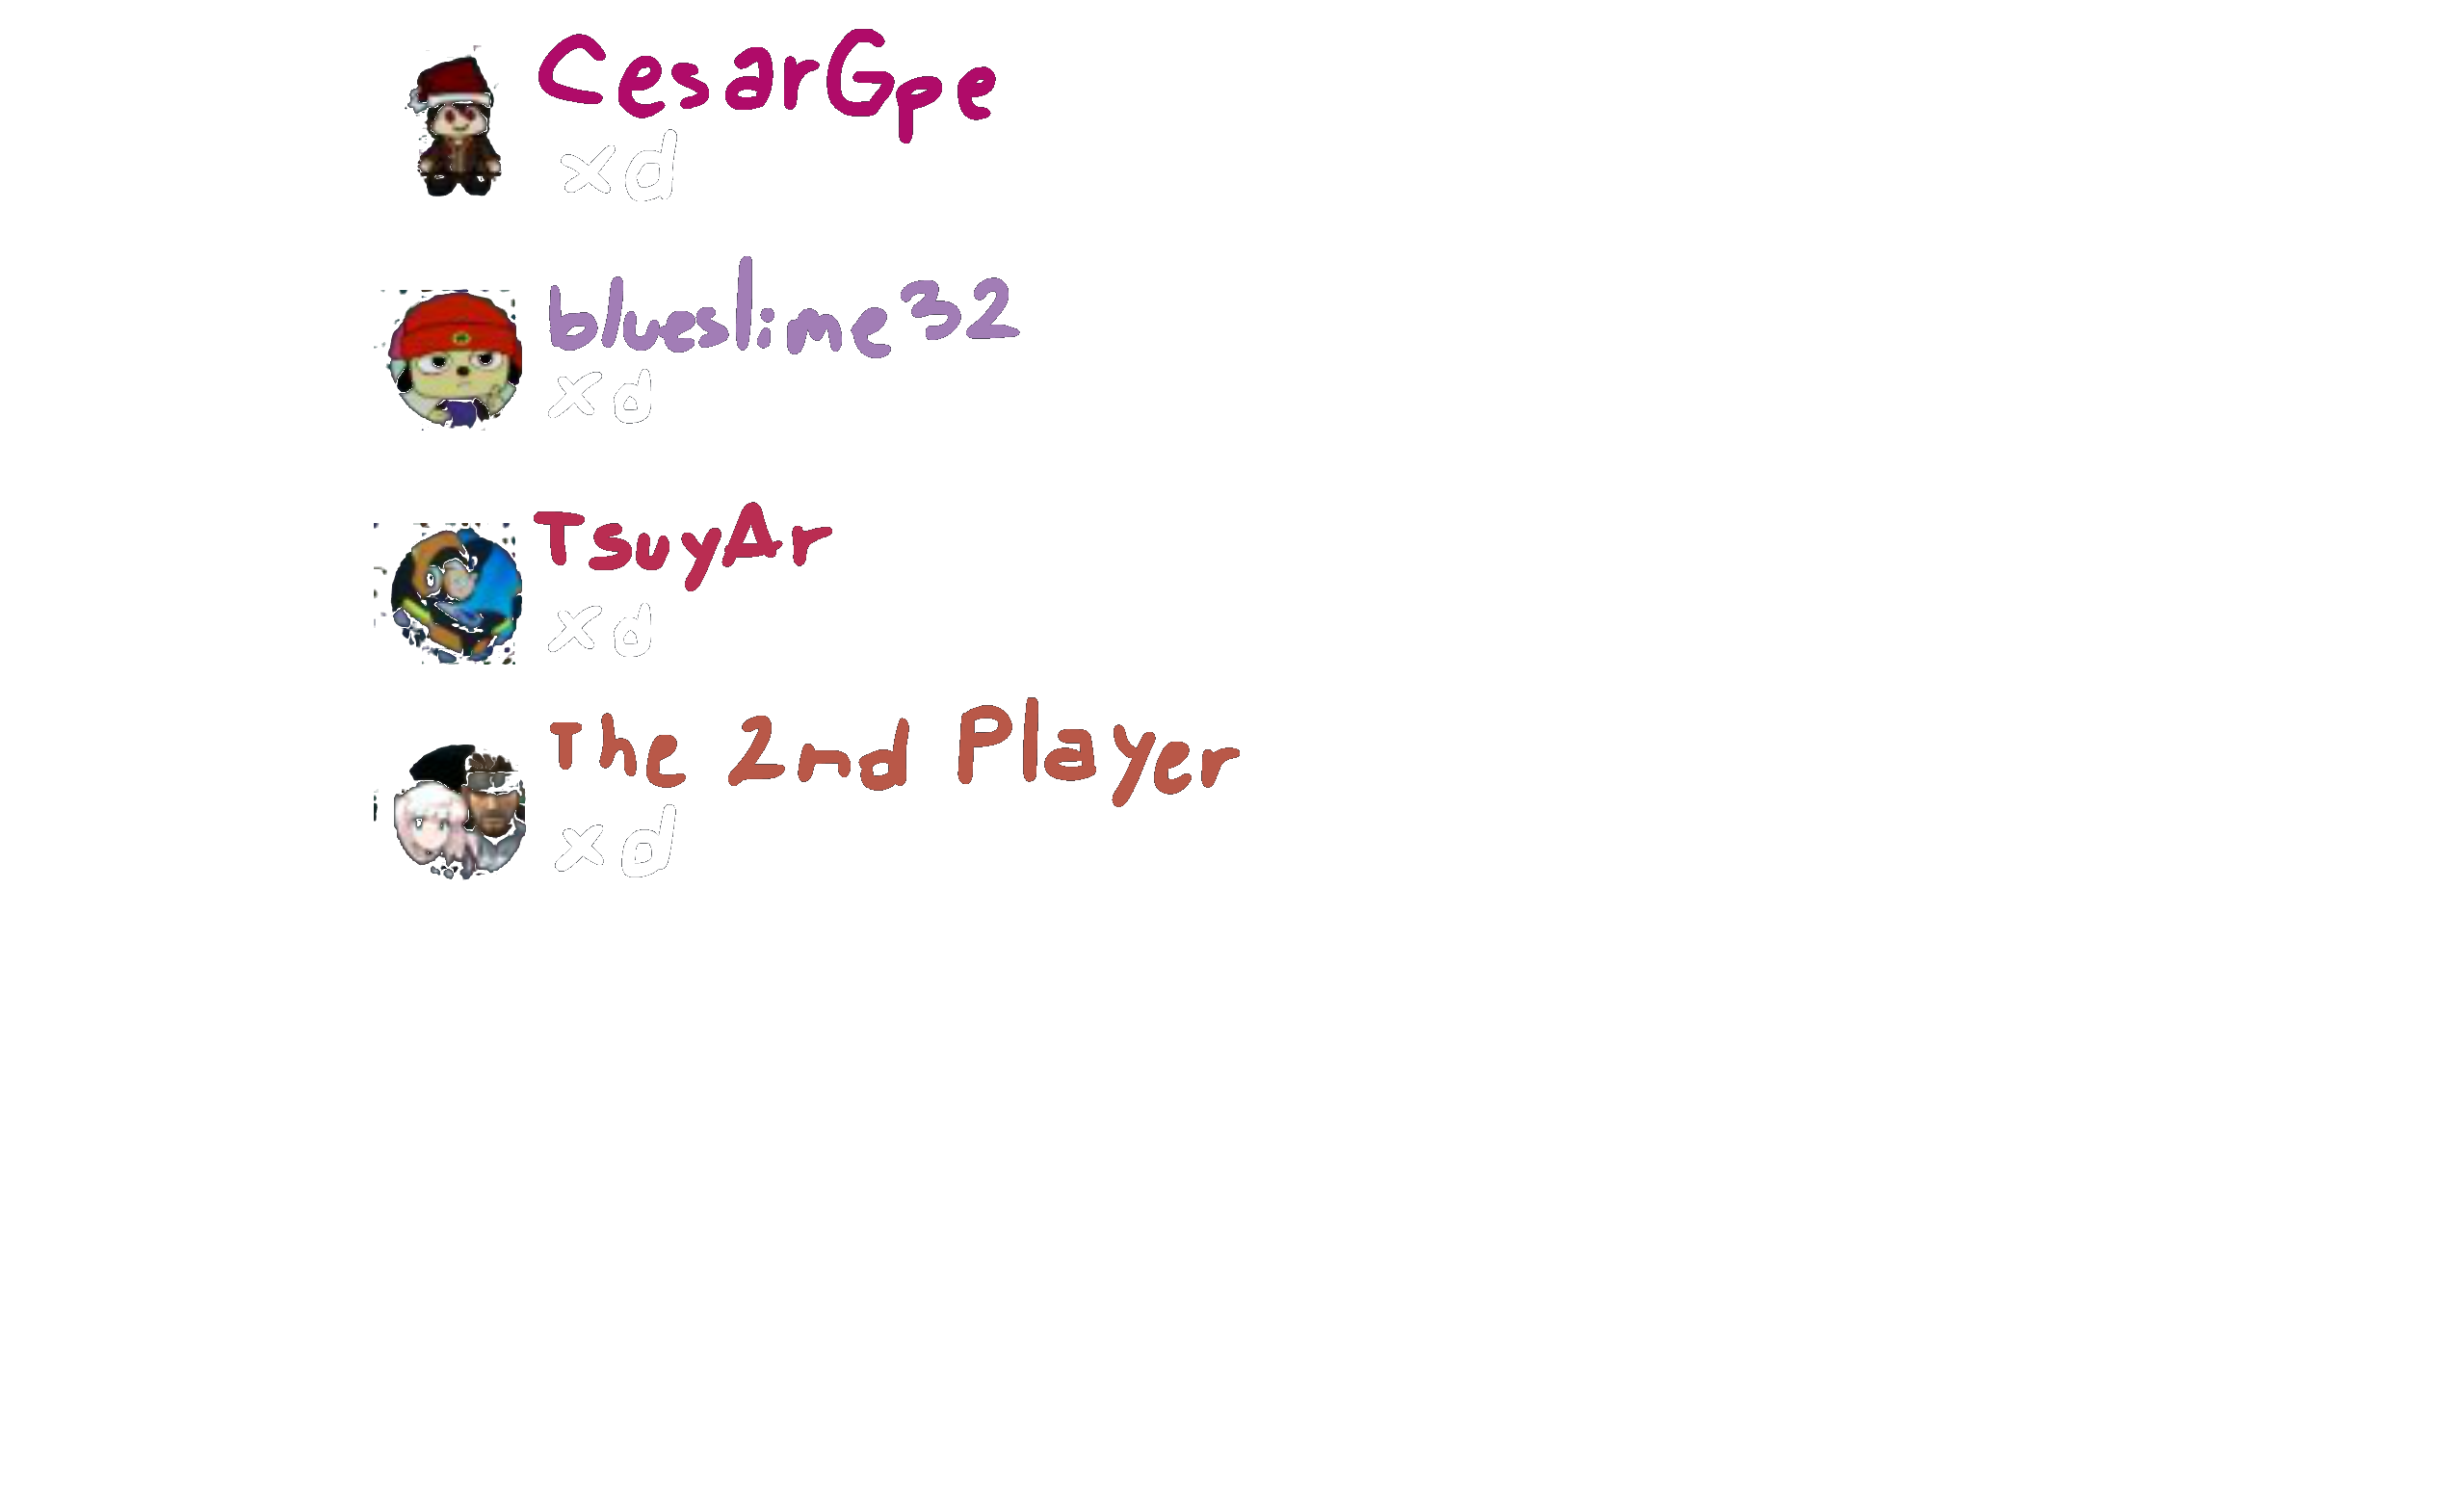 CesarGpe
xd
blueslime32
xd
TsuyAr
xd
The 2nd Player
xd